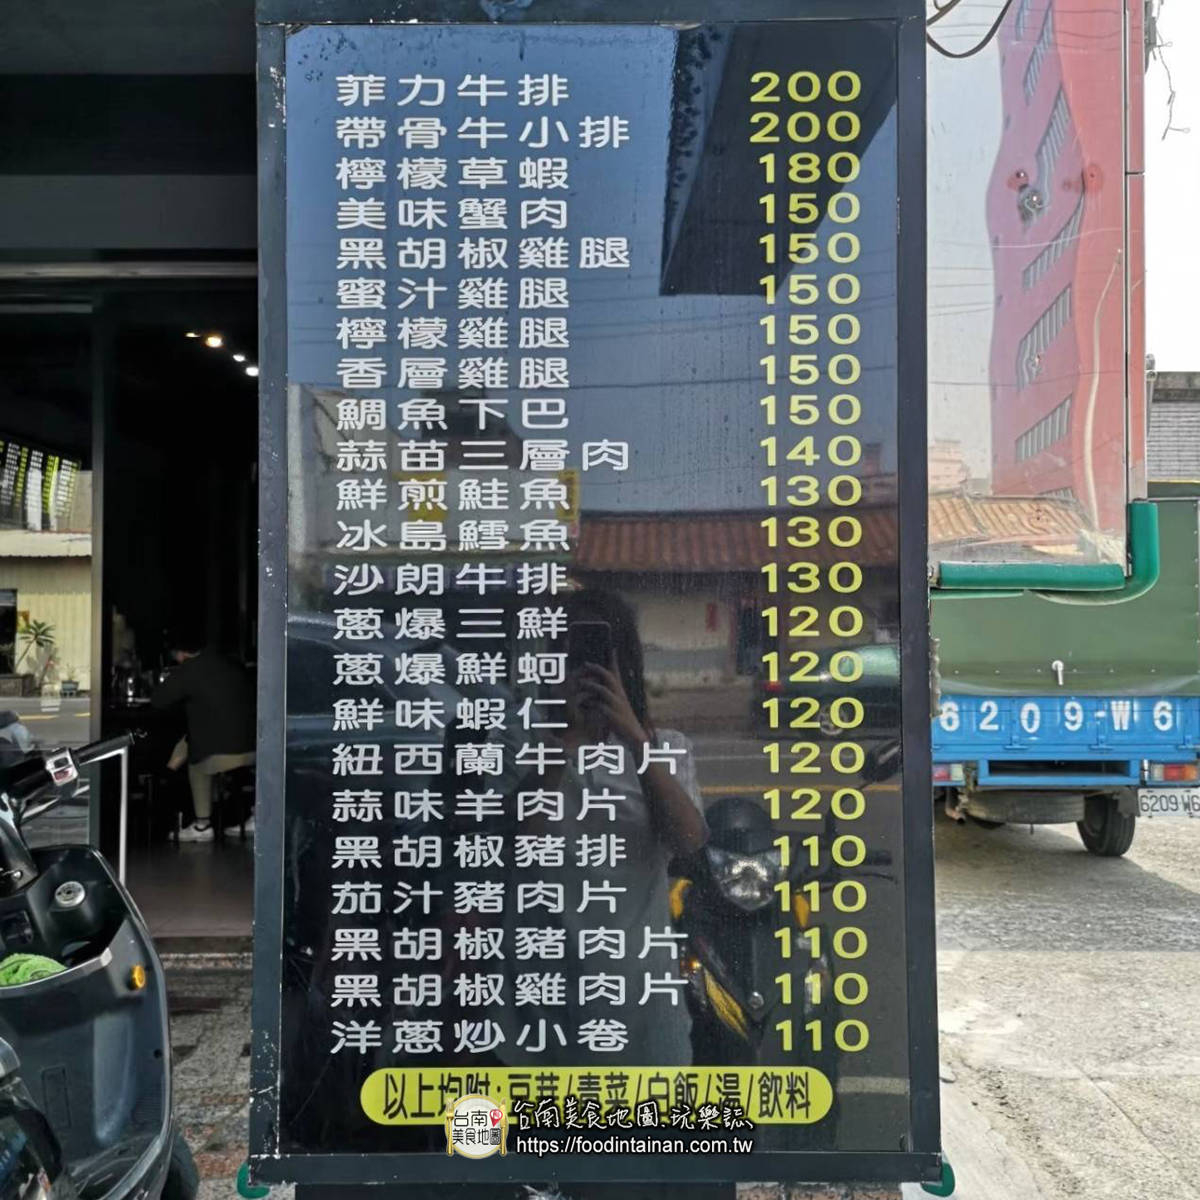 菲力牛排 200
帶骨牛小排 200
檸檬草蝦 180
美味蟹肉 150
黑胡椒雞腿 150
蜜汁雞腿 150
檸檬雞腿 150
香層雞腿 150
鯛魚下巴 150
蒜苗三層肉 140
鮮煎鮭魚 130
冰島鱈魚 130
沙朗牛排 130
蔥爆三鮮 120
蔥爆鮮蚵 120
鮮味蝦仁 120
紐西蘭牛肉片 120
蒜味羊肉片 120
黑胡椒豬排 110
茄汁豬肉片 110
黑胡椒豬肉片 110
黑胡椒雞肉片 110
洋蔥炒小卷 110
以上均附:豆芽/青菜/白飯/湯/飲料
台南美食地圖
台南美食地圖.玩樂誌
https://foodintainan.com.tw
6209-W6
6209 W6